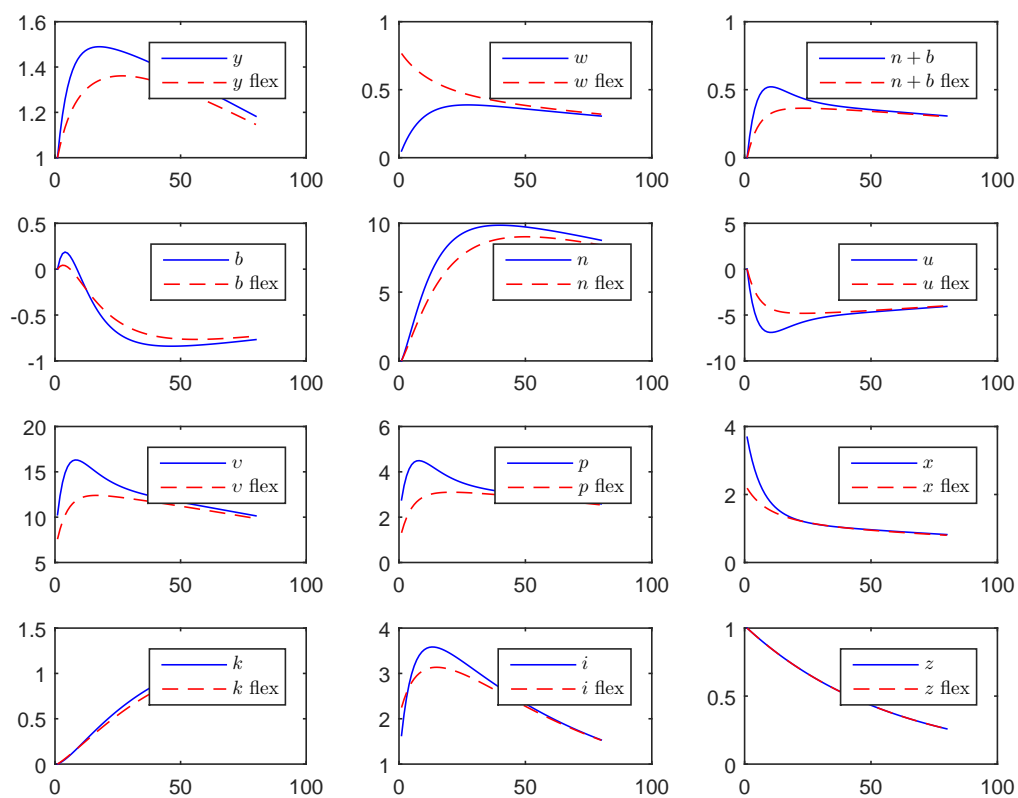 1.6
1.4
1.2
1
0 50 100
y
y flex
1
0.5
0
0 50 100
w
w flex
1
0.5
0
0 50 100
n + b
n + b flex
0.5
0
-0.5
-1
0 50 100
b
b flex
10
5
0
0 50 100
n
n flex
5
0
-5
-10
0 50 100
u
u flex
20
15
10
5
0 50 100
v
v flex
6
4
2
0
0 50 100
p
p flex
4
2
0
0 50 100
x
x flex
1.5
1
0.5
0
0 50 100
k
k flex
4
3
2
1
0 50 100
i
i flex
1
0.5
0
0 50 100
z
z flex